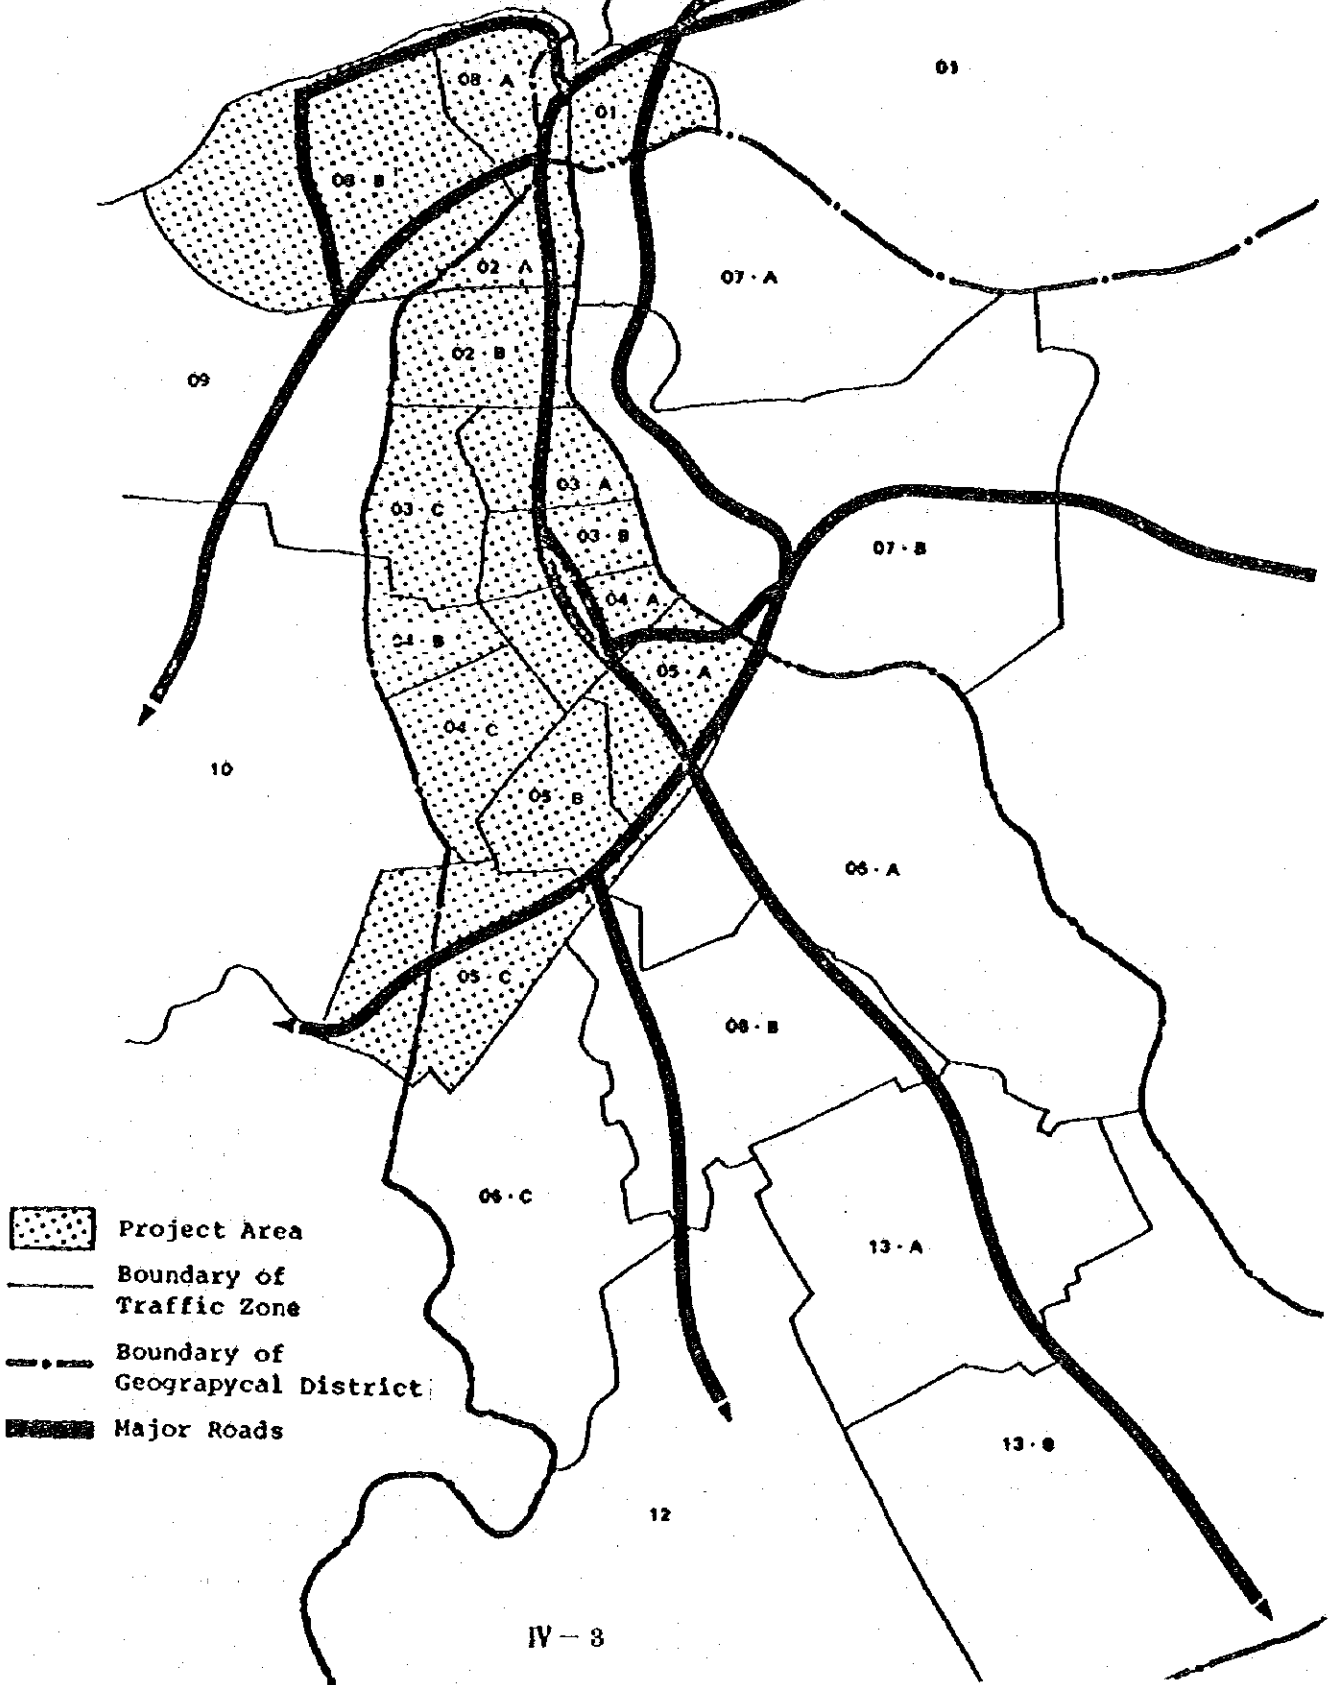 03
08 · A
01
08 · B
02 · A
07 · A
02 · B
09
03 · A
03 · C
03 · B
07 · B
04 · A
04 · B
05 · A
04 · C
10
05 · B
06 · A
05 · C
06 · B
06 · C
13 · A
Project Area
Boundary of
Traffic Zone
Boundary of
Geograpycal District
Major Roads
13 · B
12
IV - 3